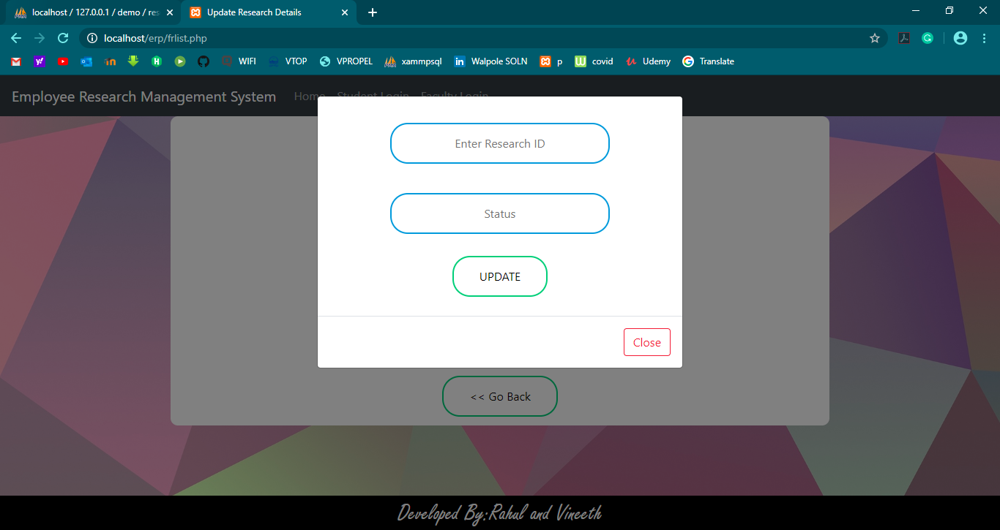 localhost / 127.0.0.1 / demo / res
Update Research Details
localhost/erp/frlist.php
WIFI VTOP VPROPEL xammpsql Walpole SOLN p covid Udemy Translate
Employee Research Management System Home Student Login Faculty Login
Enter Research ID
Status
UPDATE
Close
<< Go Back
Developed By:Rahul and Vineeth